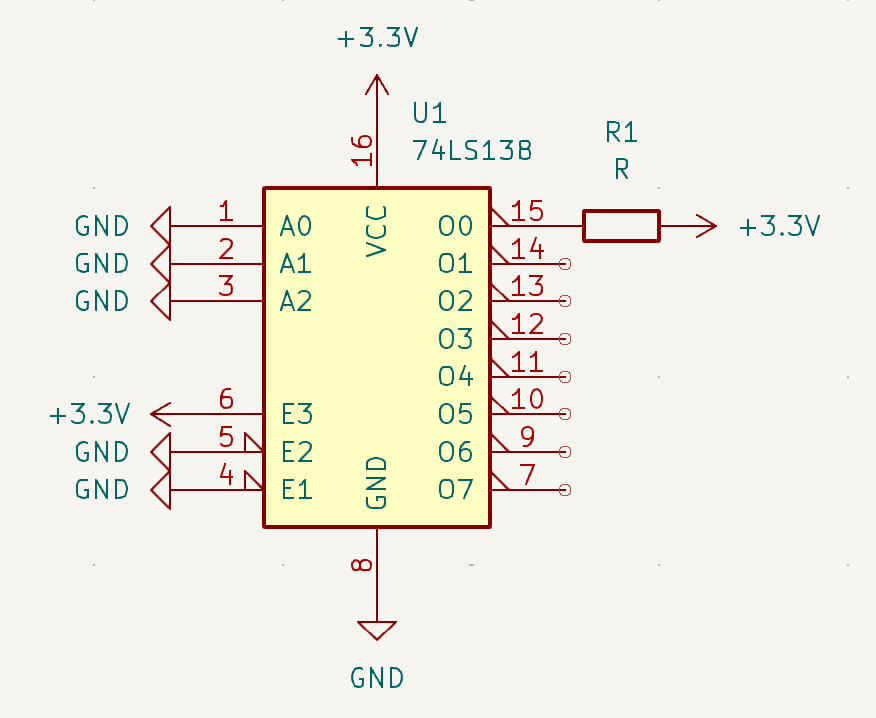 +3.3V
U1
74LS138
16
R1
R
GND 1 A0 VCC O0 15 +3.3V
GND 2 A1 O1 14
GND 3 A2 O2 13
O3 12
O4 11
+3.3V 6 E3 O5 10
GND 5 E2 O6 9
GND 4 E1 GND O7 7
8
GND